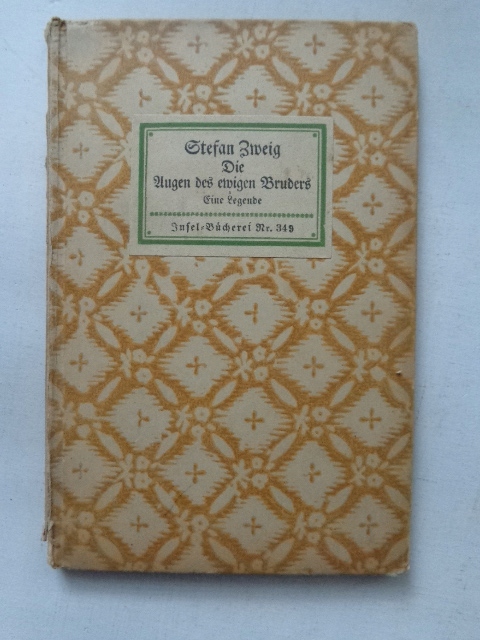 Stefan Zweig
Die
Augen des ewigen Bruders
Eine Legende
Insel-Bücherei Nr. 349